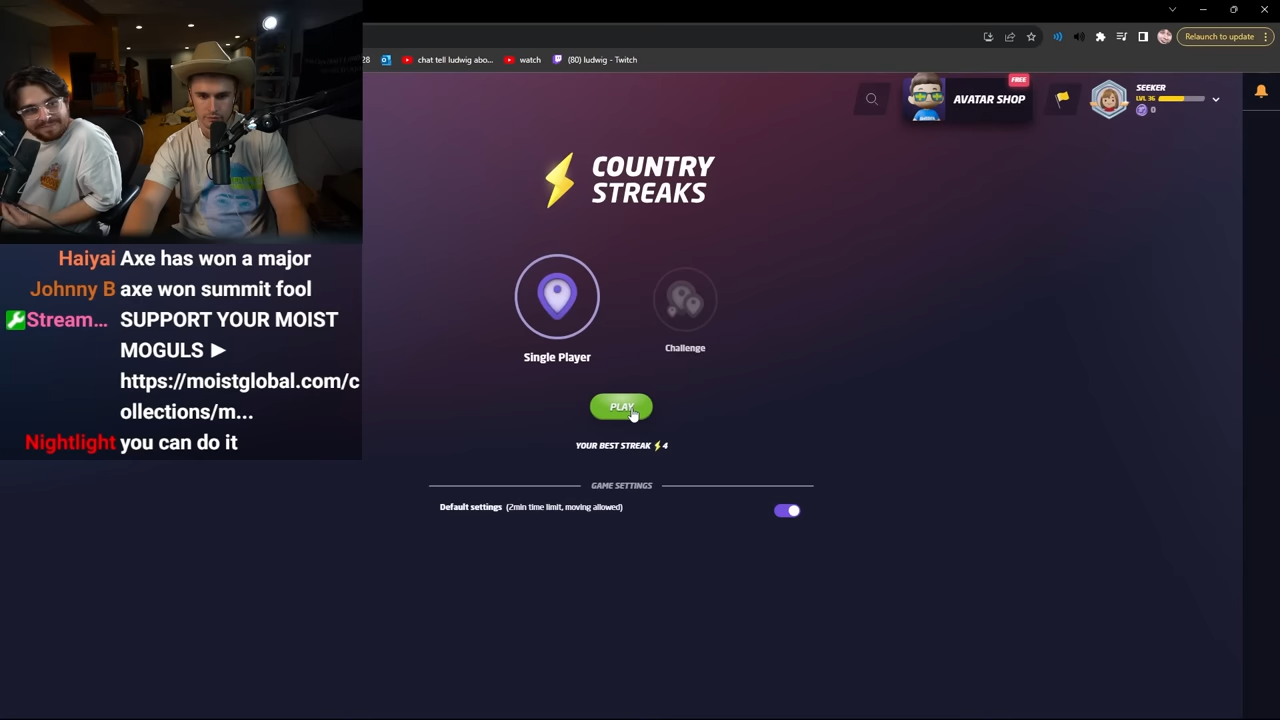 28
chat tell ludwig abo...
watch
(80) ludwig - Twitch
Relaunch to update
FREE
AVATAR SHOP
SEEKER
LVL 36
0
COUNTRY
STREAKS
Single Player
Challenge
PLAY
YOUR BEST STREAK 4
GAME SETTINGS
Default settings (2min time limit, moving allowed)
Haiyai Axe has won a major
Johnny B axe won summit fool
Stream... SUPPORT YOUR MOIST
MOGULS ►
https://moistglobal.com/c
ollections/m...
Nightlight you can do it